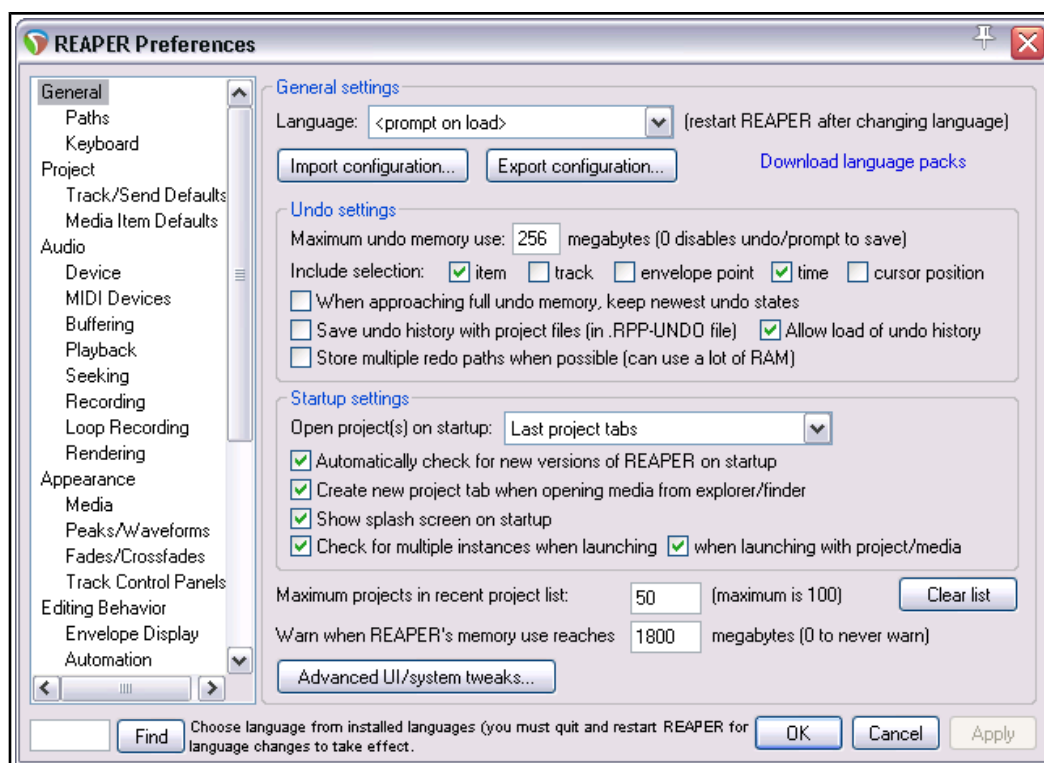 REAPER Preferences
General
Paths
Keyboard
Project
Track/Send Defaults
Media Item Defaults
Audio
Device
MIDI Devices
Buffering
Playback
Seeking
Recording
Loop Recording
Rendering
Appearance
Media
Peaks/Waveforms
Fades/Crossfades
Track Control Panels
Editing Behavior
Envelope Display
Automation
General settings
Language: <prompt on load> (restart REAPER after changing language)
Import configuration... Export configuration... Download language packs
Undo settings
Maximum undo memory use: 256 megabytes (0 disables undo/prompt to save)
Include selection: item track envelope point time cursor position
When approaching full undo memory, keep newest undo states
Save undo history with project files (in .RPP-UNDO file) Allow load of undo history
Store multiple redo paths when possible (can use a lot of RAM)
Startup settings
Open project(s) on startup: Last project tabs
Automatically check for new versions of REAPER on startup
Create new project tab when opening media from explorer/finder
Show splash screen on startup
Check for multiple instances when launching when launching with project/media
Maximum projects in recent project list: 50 (maximum is 100) Clear list
Warn when REAPER's memory use reaches 1800 megabytes (0 to never warn)
Advanced UI/system tweaks...
Find Choose language from installed languages (you must quit and restart REAPER for
language changes to take effect.
OK Cancel Apply